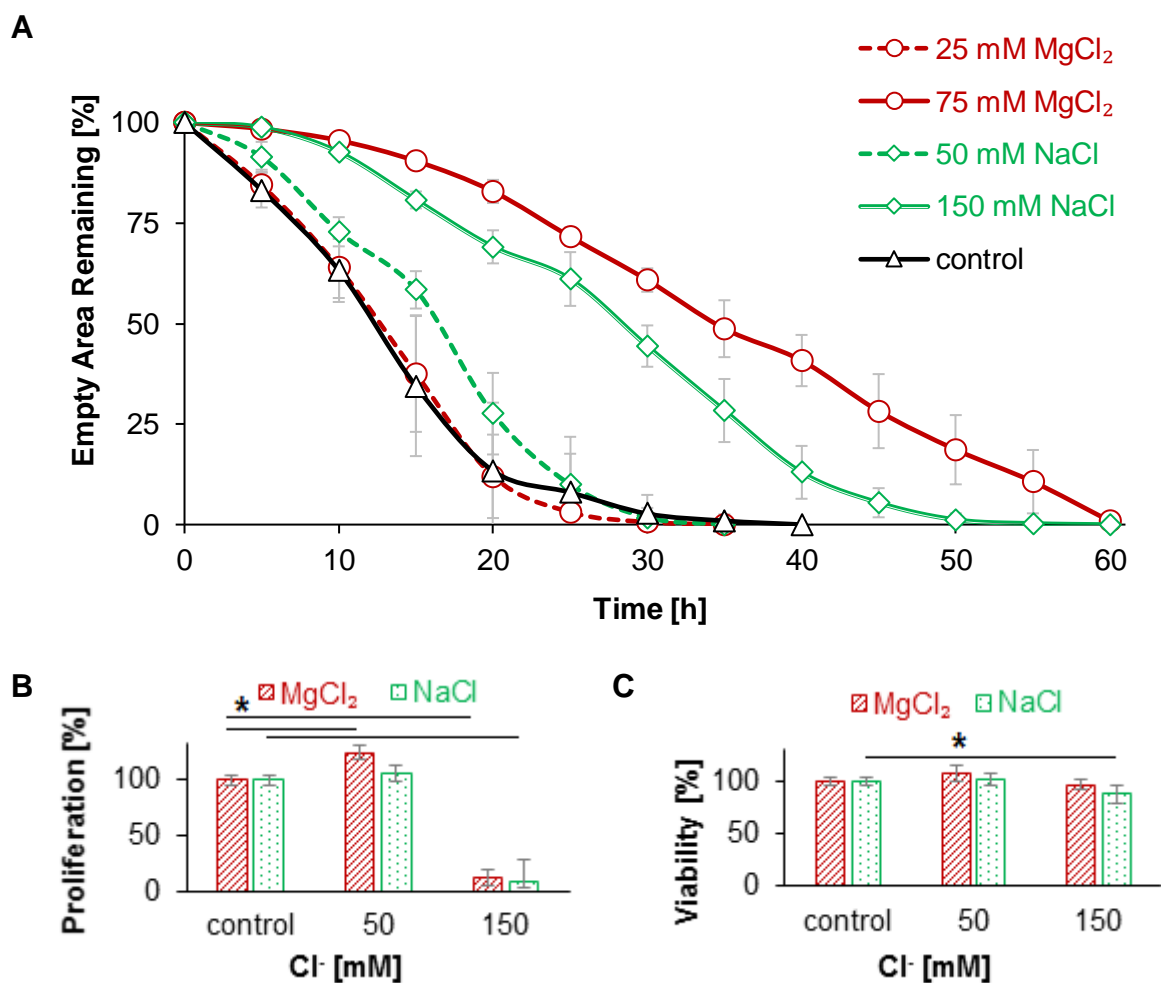 A
25 mM MgCl₂
75 mM MgCl₂
50 mM NaCl
150 mM NaCl
control
Empty Area Remaining [%]
100
75
50
25
0
0 10 20 30 40 50 60
Time [h]
B
* MgCl₂ NaCl
Proliferation [%]
100
50
0
control 50 150
Cl⁻ [mM]
C
MgCl₂ NaCl
*
Viability [%]
100
50
0
control 50 150
Cl⁻ [mM]